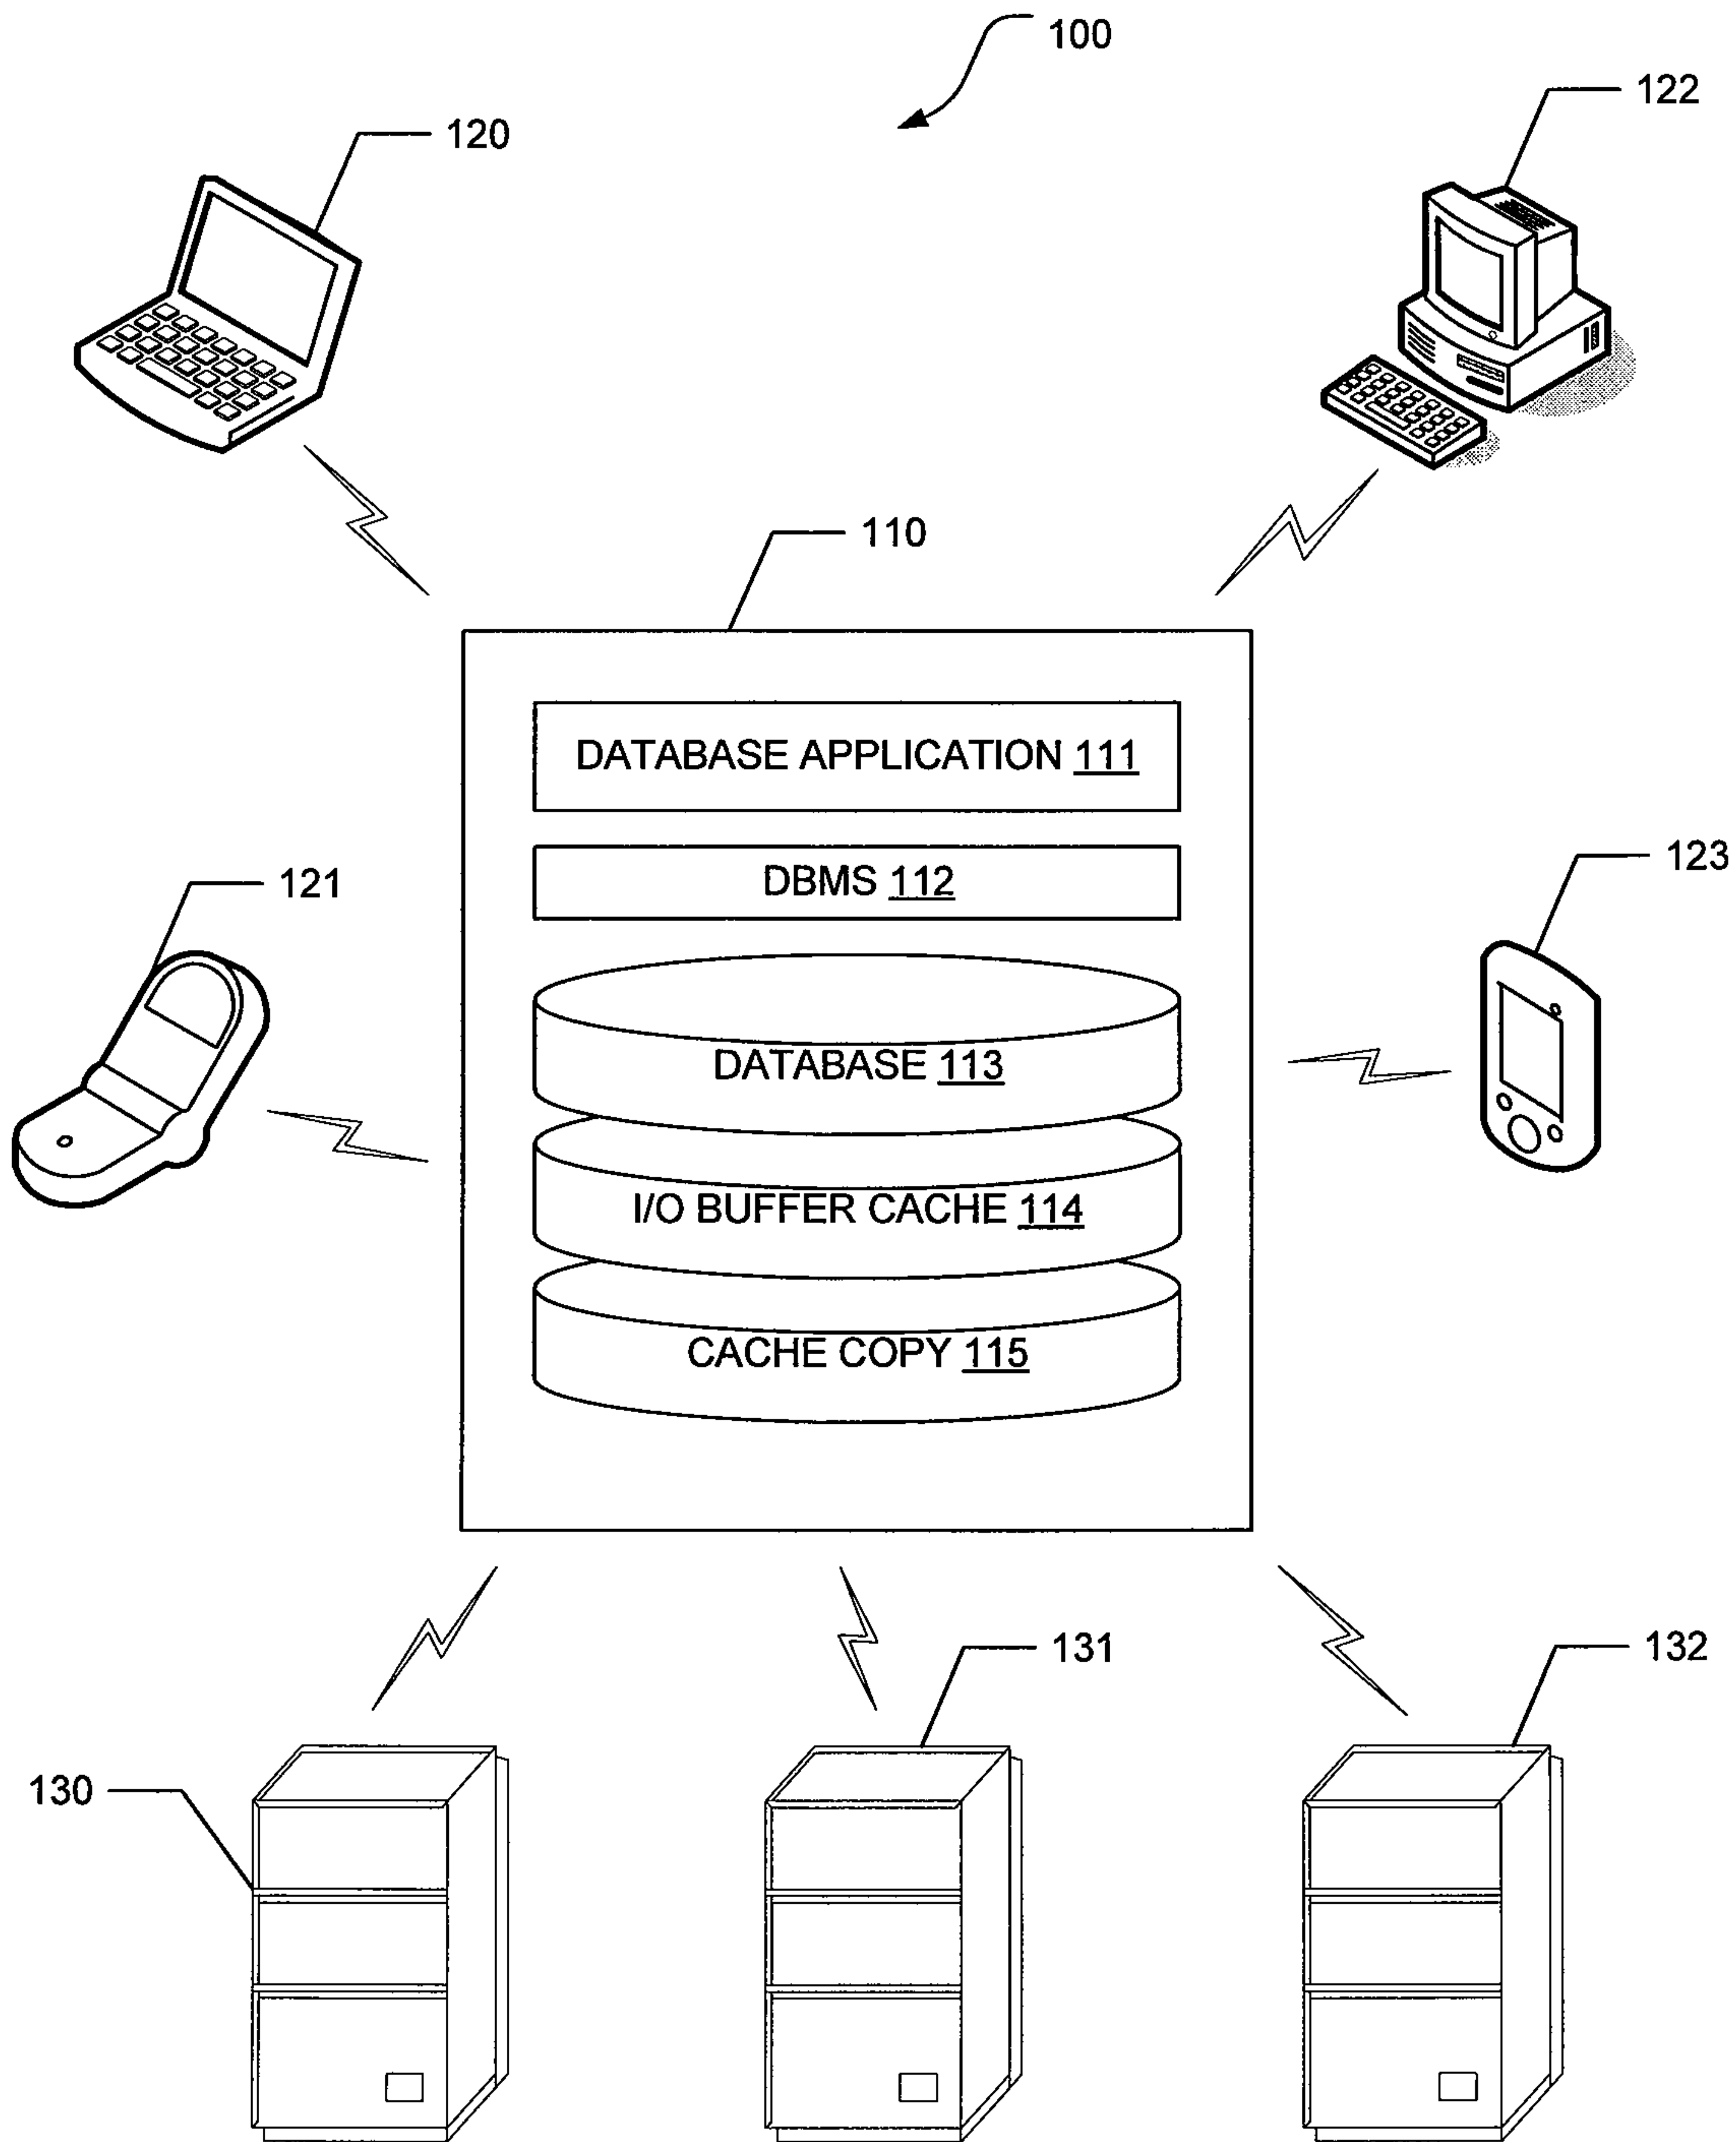 100
120
122
110
DATABASE APPLICATION 111
DBMS 112
121
123
DATABASE 113
I/O BUFFER CACHE 114
CACHE COPY 115
131
132
130